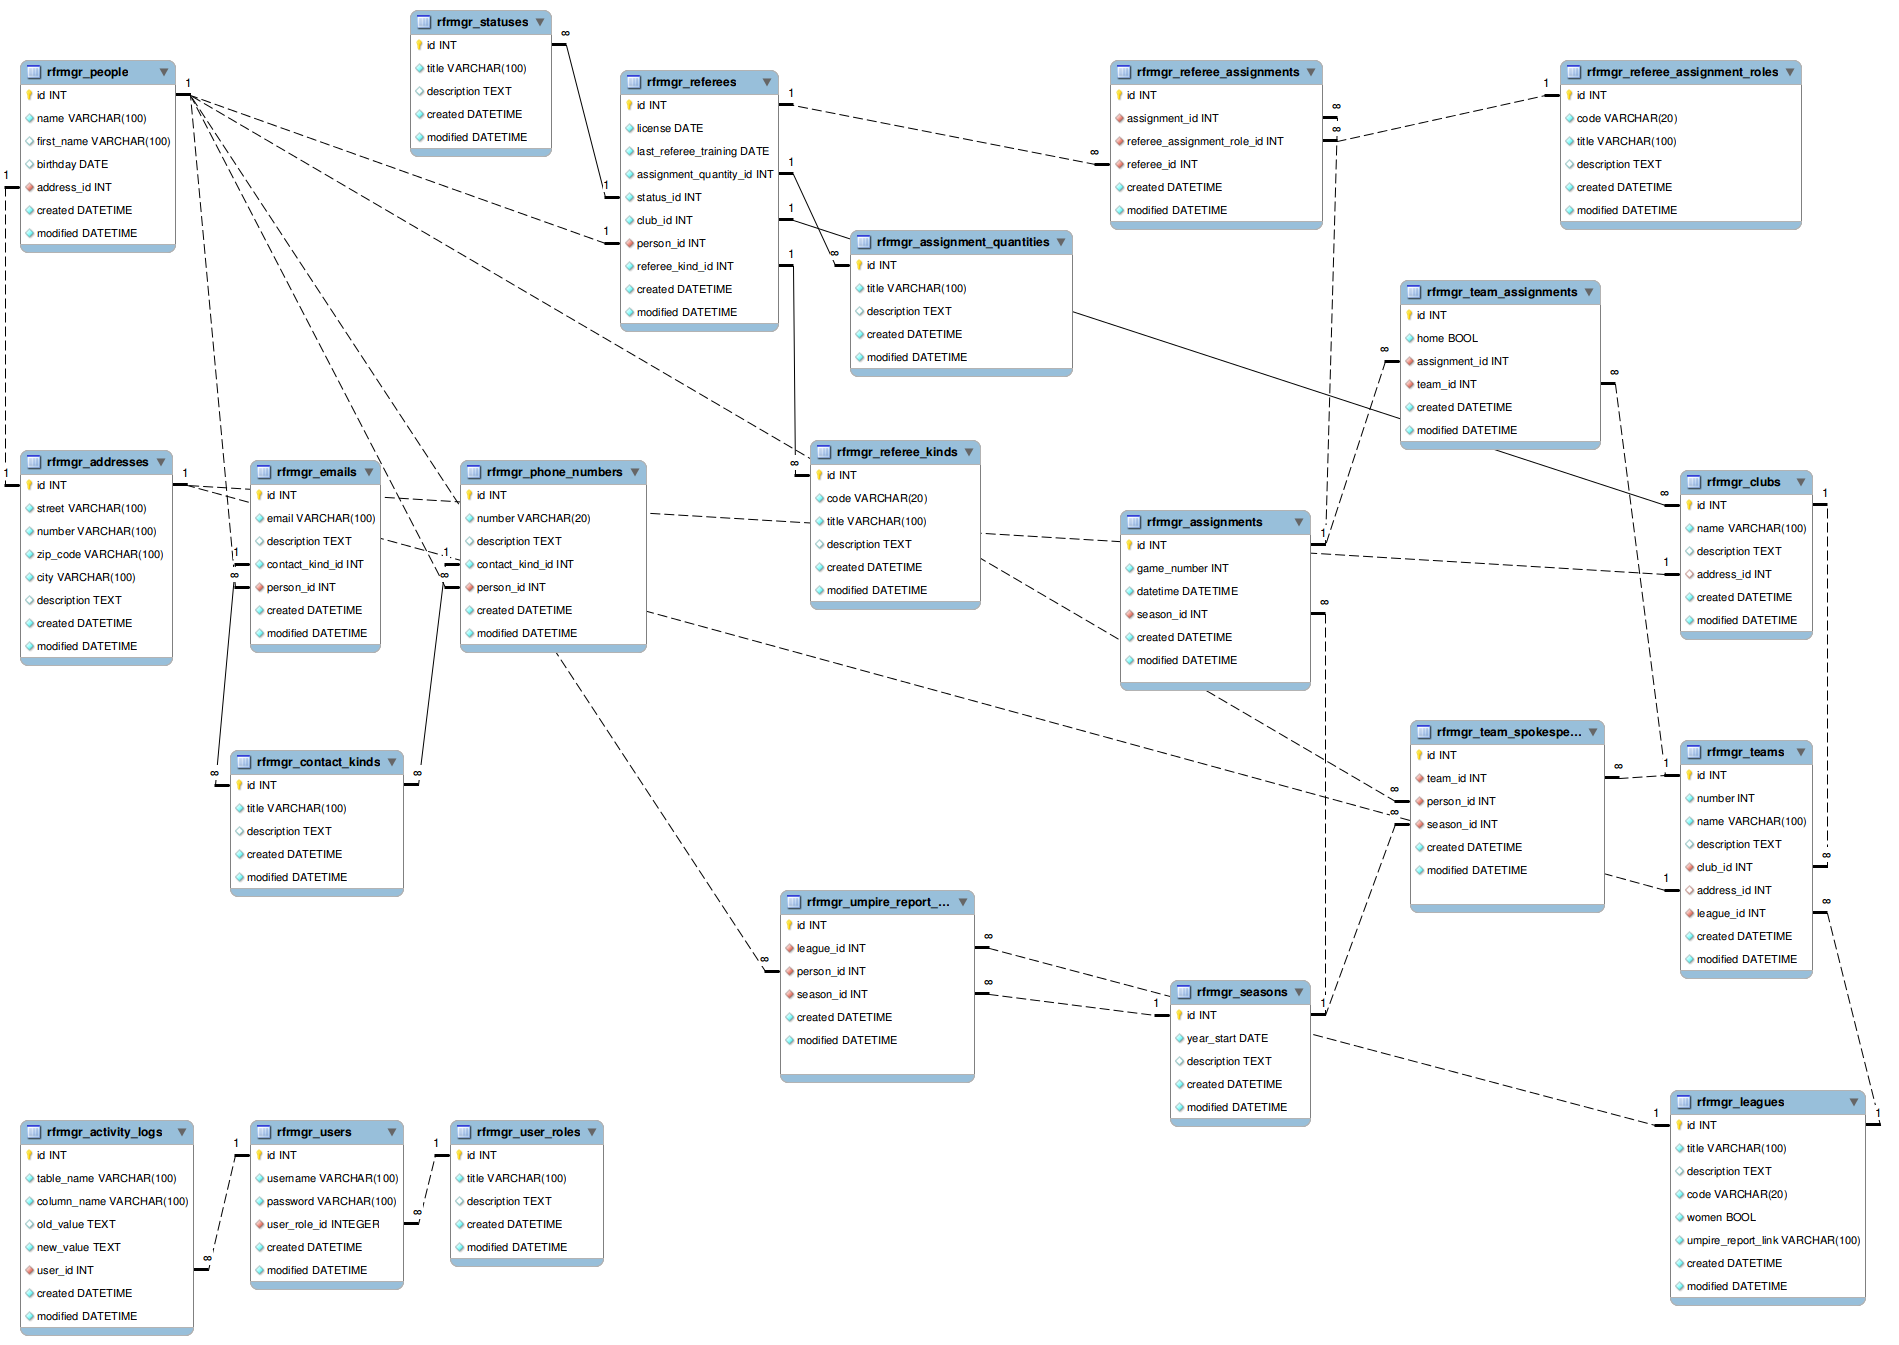 rfrmgr_statuses
id INT
title VARCHAR(100)
description TEXT
created DATETIME
modified DATETIME
rfrmgr_people
id INT
name VARCHAR(100)
first_name VARCHAR(100)
birthday DATE
address_id INT
created DATETIME
modified DATETIME
rfrmgr_referees
id INT
license DATE
last_referee_training DATE
assignment_quantity_id INT
status_id INT
club_id INT
person_id INT
referee_kind_id INT
created DATETIME
modified DATETIME
rfrmgr_referee_assignments
id INT
assignment_id INT
referee_assignment_role_id INT
referee_id INT
created DATETIME
modified DATETIME
rfrmgr_referee_assignment_roles
id INT
code VARCHAR(20)
title VARCHAR(100)
description TEXT
created DATETIME
modified DATETIME
rfrmgr_assignment_quantities
id INT
title VARCHAR(100)
description TEXT
created DATETIME
modified DATETIME
rfrmgr_team_assignments
id INT
home BOOL
assignment_id INT
team_id INT
created DATETIME
modified DATETIME
rfrmgr_addresses
id INT
street VARCHAR(100)
number VARCHAR(100)
zip_code VARCHAR(100)
city VARCHAR(100)
description TEXT
created DATETIME
modified DATETIME
rfrmgr_emails
id INT
email VARCHAR(100)
description TEXT
contact_kind_id INT
person_id INT
created DATETIME
modified DATETIME
rfrmgr_phone_numbers
id INT
number VARCHAR(20)
description TEXT
contact_kind_id INT
person_id INT
created DATETIME
modified DATETIME
rfrmgr_referee_kinds
id INT
code VARCHAR(20)
title VARCHAR(100)
description TEXT
created DATETIME
modified DATETIME
rfrmgr_assignments
id INT
game_number INT
datetime DATETIME
season_id INT
created DATETIME
modified DATETIME
rfrmgr_clubs
id INT
name VARCHAR(100)
description TEXT
address_id INT
created DATETIME
modified DATETIME
rfrmgr_contact_kinds
id INT
title VARCHAR(100)
description TEXT
created DATETIME
modified DATETIME
rfrmgr_team_spokespe...
id INT
team_id INT
person_id INT
season_id INT
created DATETIME
modified DATETIME
rfrmgr_teams
id INT
number INT
name VARCHAR(100)
description TEXT
club_id INT
address_id INT
league_id INT
created DATETIME
modified DATETIME
rfrmgr_umpire_report_...
id INT
league_id INT
person_id INT
season_id INT
created DATETIME
modified DATETIME
rfrmgr_seasons
id INT
year_start DATE
description TEXT
created DATETIME
modified DATETIME
rfrmgr_activity_logs
id INT
table_name VARCHAR(100)
column_name VARCHAR(100)
old_value TEXT
new_value TEXT
user_id INT
created DATETIME
modified DATETIME
rfrmgr_users
id INT
username VARCHAR(100)
password VARCHAR(100)
user_role_id INTEGER
created DATETIME
modified DATETIME
rfrmgr_user_roles
id INT
title VARCHAR(100)
description TEXT
created DATETIME
modified DATETIME
rfrmgr_leagues
id INT
title VARCHAR(100)
description TEXT
code VARCHAR(20)
women BOOL
umpire_report_link VARCHAR(100)
created DATETIME
modified DATETIME